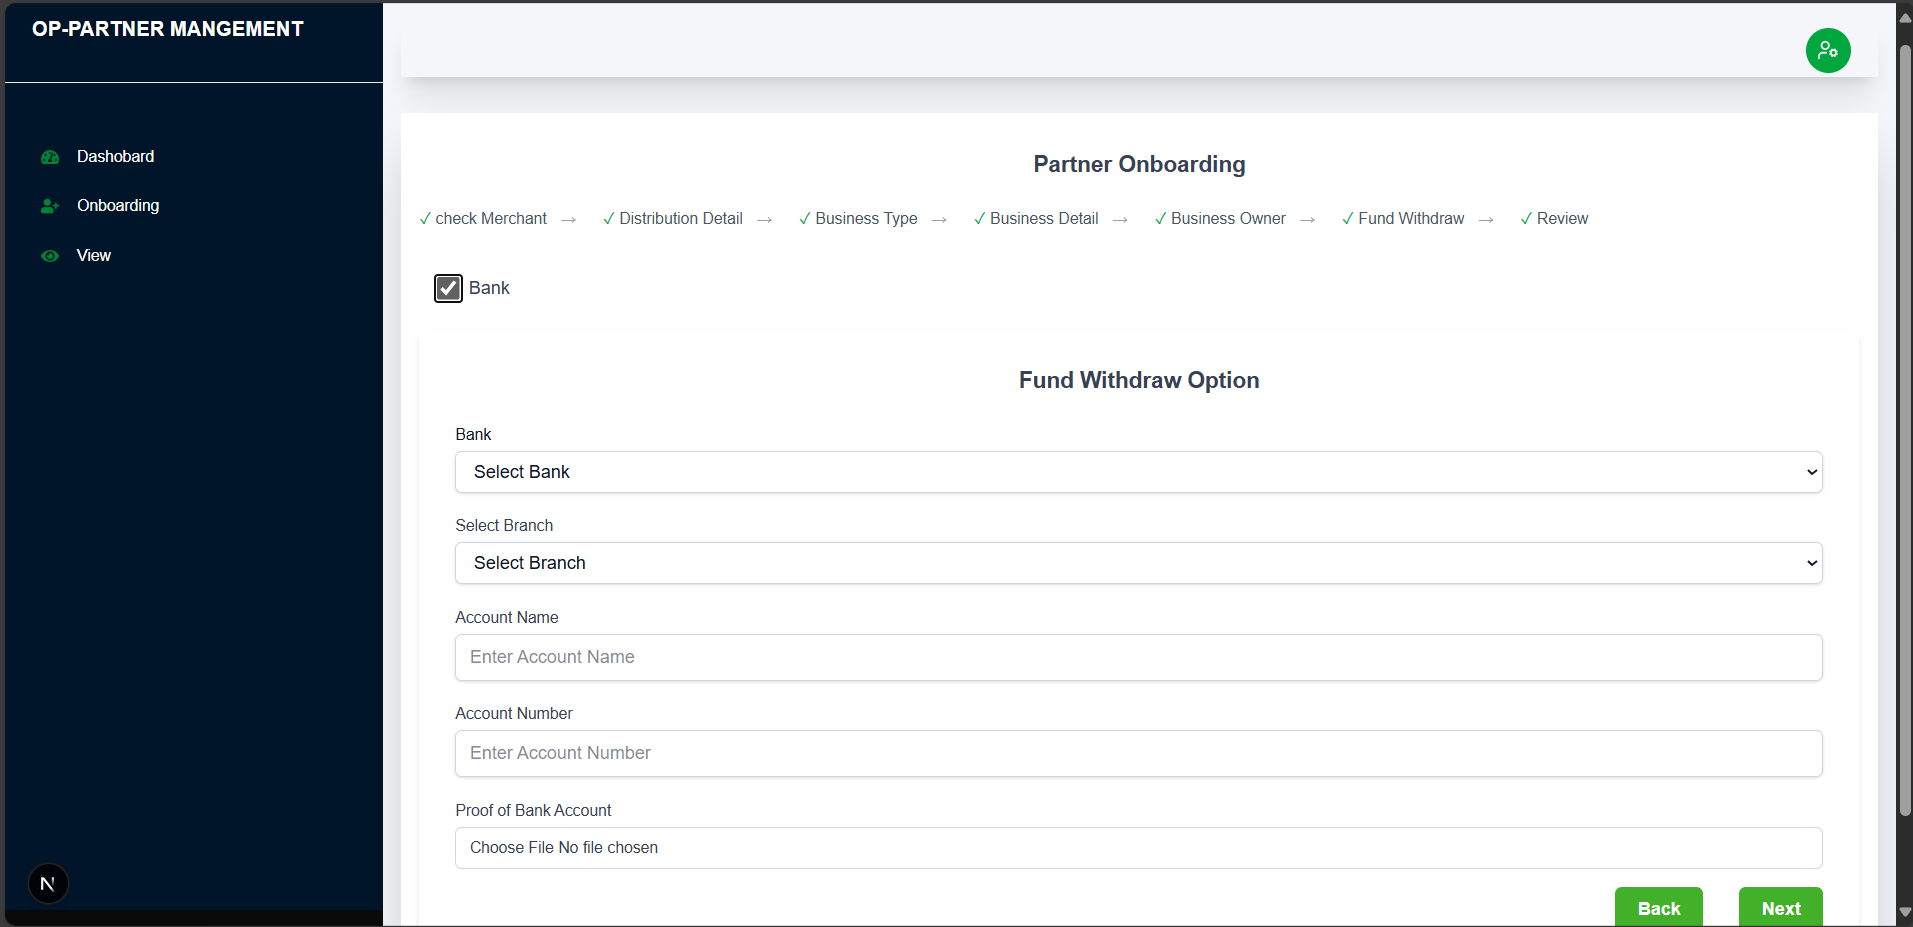 OP-PARTNER MANGEMENT
Dashobard
Onboarding
View
Partner Onboarding
✓ check Merchant → ✓ Distribution Detail → ✓ Business Type → ✓ Business Detail → ✓ Business Owner → ✓ Fund Withdraw → ✓ Review
Bank
Fund Withdraw Option
Bank
Select Bank
Select Branch
Select Branch
Account Name
Enter Account Name
Account Number
Enter Account Number
Proof of Bank Account
Choose File No file chosen
Back Next
N